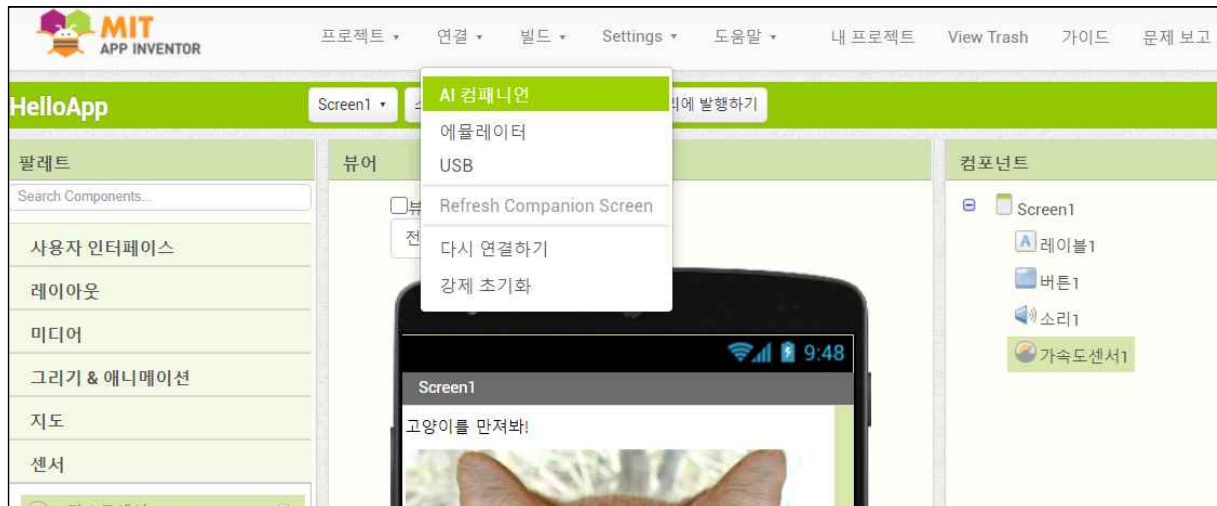 MIT
APP INVENTOR
프로젝트 연결 빌드 Settings 도움말 내 프로젝트 View Trash 가이드 문제 보고
HelloApp
Screen1
발행하기
AI 컴패니언
에뮬레이터
USB
Refresh Companion Screen
다시 연결하기
강제 초기화
팔레트
Search Components...
사용자 인터페이스
레이아웃
미디어
그리기 & 애니메이션
지도
센서
뷰어
9:48
Screen1
고양이를 만져봐!
컴포넌트
Screen1
레이블1
버튼1
소리1
가속도센서1